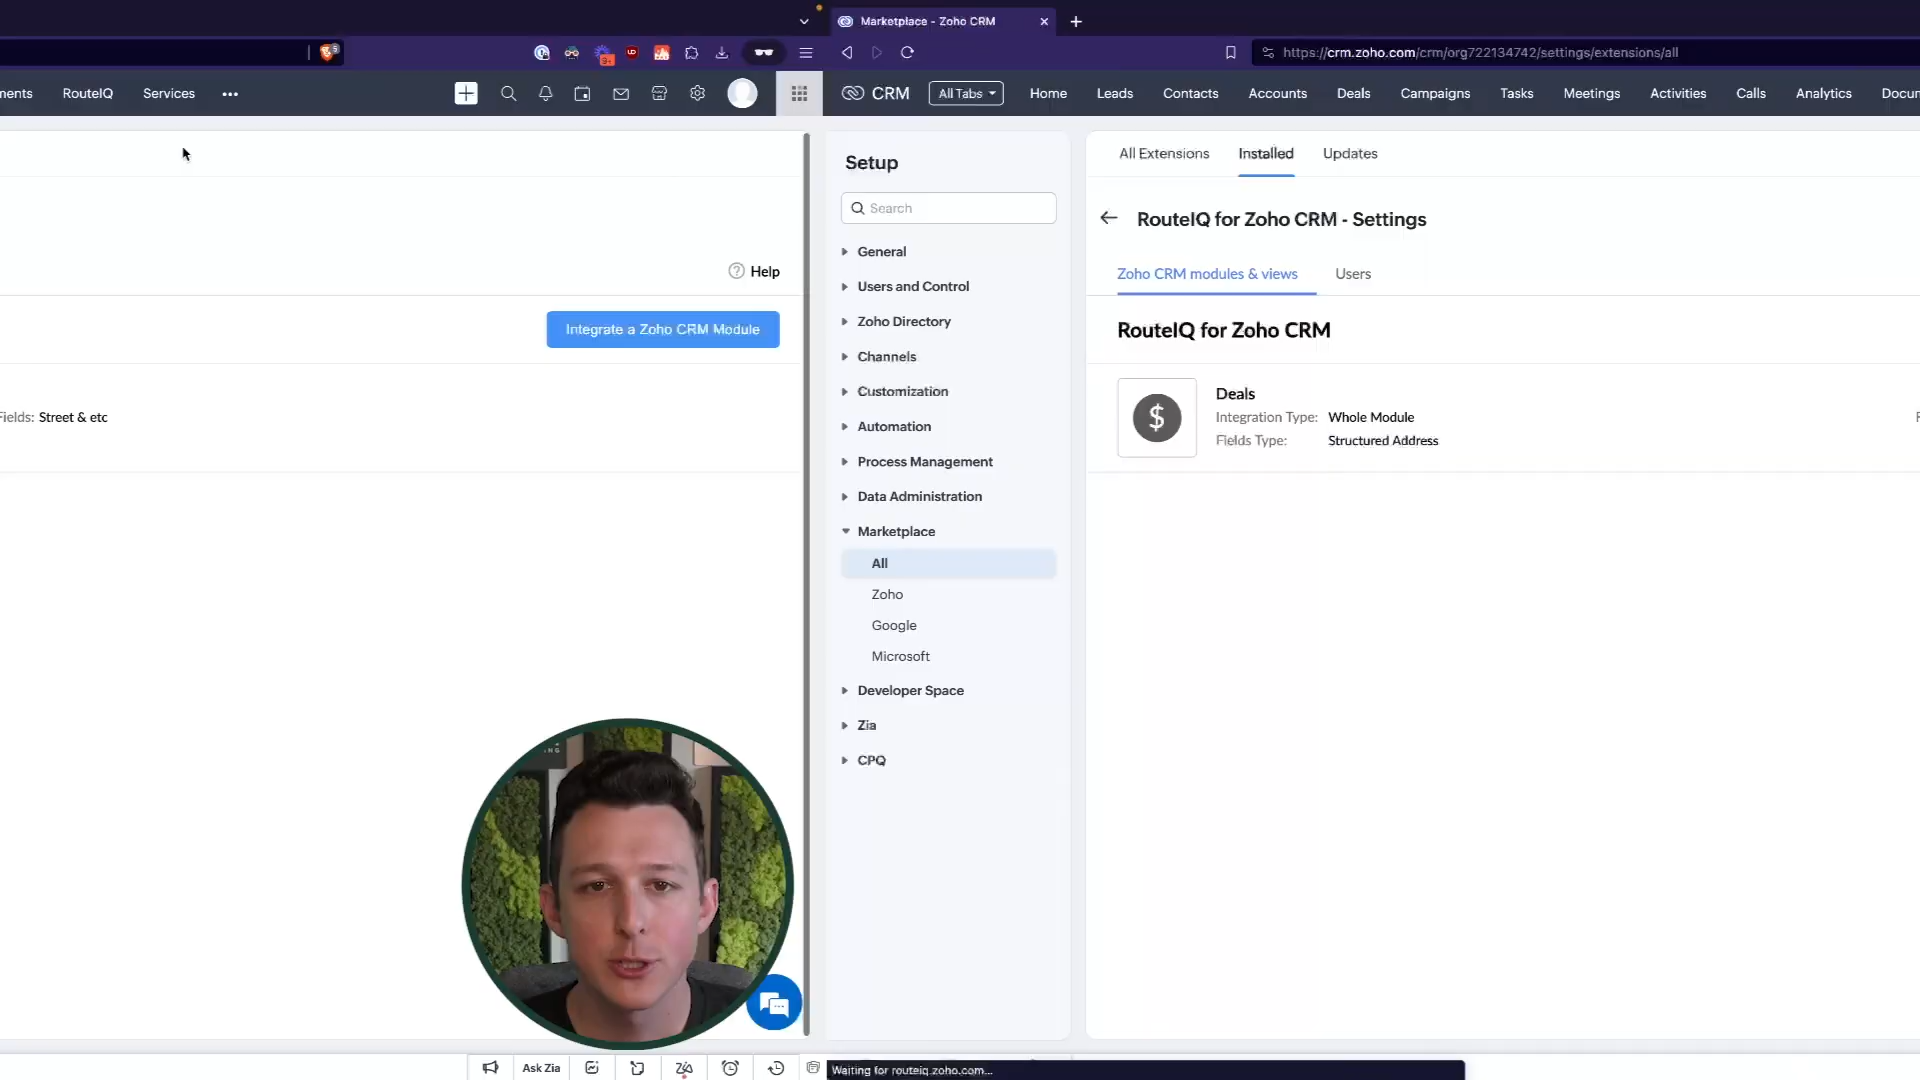 Marketplace - Zoho CRM
https://crm.zoho.com/crm/org722134742/settings/extensions/all
RouteIQ
Services
CRM
All Tabs
Home
Leads
Contacts
Accounts
Deals
Campaigns
Tasks
Meetings
Activities
Calls
Analytics
Help
Integrate a Zoho CRM Module
Fields: Street & etc
Setup
Search
General
Users and Control
Zoho Directory
Channels
Customization
Automation
Process Management
Data Administration
Marketplace
All
Zoho
Google
Microsoft
Developer Space
Zia
CPQ
All Extensions
Installed
Updates
RouteIQ for Zoho CRM - Settings
Zoho CRM modules & views
Users
RouteIQ for Zoho CRM
$
Deals
Integration Type: Whole Module
Fields Type: Structured Address
Ask Zia
Waiting for routeiq.zoho.com...